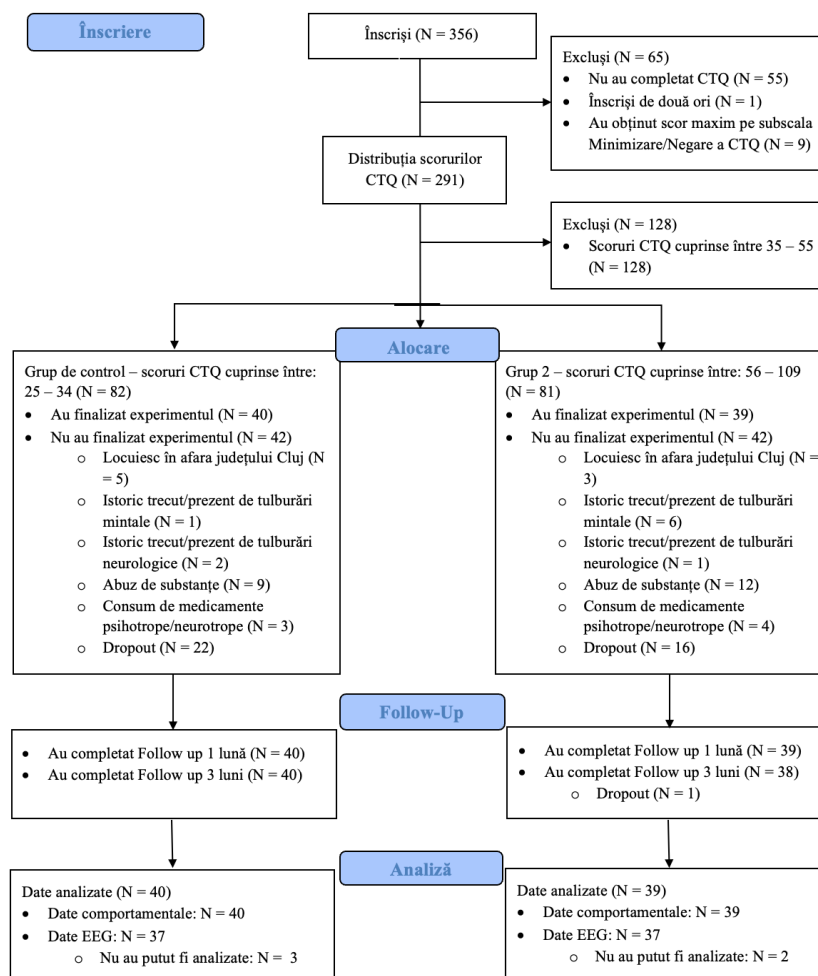 Înscriere
Înscriși (N = 356)
Excluși (N = 65)
• Nu au completat CTQ (N = 55)
• Înscriși de două ori (N = 1)
• Au obținut scor maxim pe subscala
Minimizare/Negare a CTQ (N = 9)
Distribuția scorurilor
CTQ (N = 291)
Excluși (N = 128)
• Scoruri CTQ cuprinse între 35 – 55
(N = 128)
Alocare
Grup de control – scoruri CTQ cuprinse între:
25 – 34 (N = 82)
• Au finalizat experimentul (N = 40)
• Nu au finalizat experimentul (N = 42)
o Locuiesc în afara județului Cluj (N
= 5)
o Istoric trecut/prezent de tulburări
mintale (N = 1)
o Istoric trecut/prezent de tulburări
neurologice (N = 2)
o Abuz de substanțe (N = 9)
o Consum de medicamente
psihotrope/neurotrope (N = 3)
o Dropout (N = 22)
Grup 2 – scoruri CTQ cuprinse între: 56 – 109
(N = 81)
• Au finalizat experimentul (N = 39)
• Nu au finalizat experimentul (N = 42)
o Locuiesc în afara județului Cluj (N =
3)
o Istoric trecut/prezent de tulburări
mintale (N = 6)
o Istoric trecut/prezent de tulburări
neurologice (N = 1)
o Abuz de substanțe (N = 12)
o Consum de medicamente
psihotrope/neurotrope (N = 4)
o Dropout (N = 16)
Follow-Up
• Au completat Follow up 1 lună (N = 40)
• Au completat Follow up 3 luni (N = 40)
• Au completat Follow up 1 lună (N = 39)
• Au completat Follow up 3 luni (N = 38)
o Dropout (N = 1)
Analiză
Date analizate (N = 40)
• Date comportamentale: N = 40
• Date EEG: N = 37
o Nu au putut fi analizate: N = 3
Date analizate (N = 39)
• Date comportamentale: N = 39
• Date EEG: N = 37
o Nu au putut fi analizate: N = 2